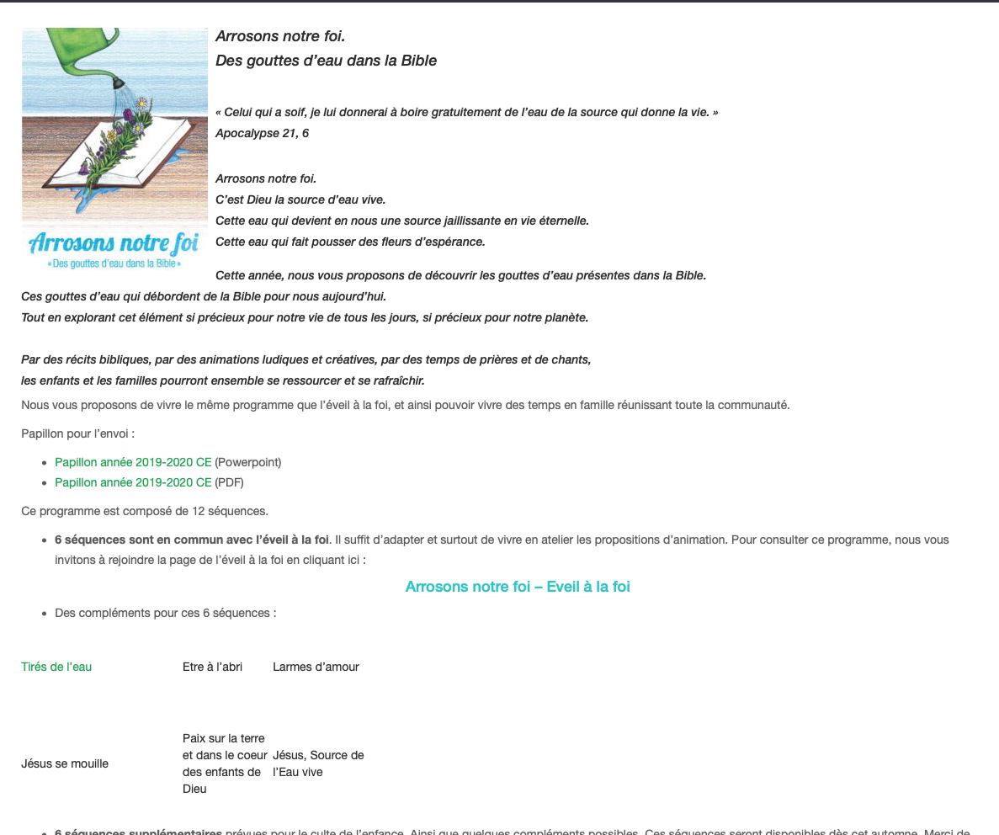 Arrosons notre foi.
Des gouttes d’eau dans la Bible
« Celui qui a soif, je lui donnerai à boire gratuitement de l’eau de la source qui donne la vie. »
Apocalypse 21, 6
Arrosons notre foi.
C’est Dieu la source d’eau vive.
Cette eau qui devient en nous une source jaillissante en vie éternelle.
Cette eau qui fait pousser des fleurs d’espérance.
Arrosons notre foi
«Des gouttes d'eau dans la Bible»
Cette année, nous vous proposons de découvrir les gouttes d’eau présentes dans la Bible.
Ces gouttes d’eau qui débordent de la Bible pour nous aujourd’hui.
Tout en explorant cet élément si précieux pour notre vie de tous les jours, si précieux pour notre planète.
Par des récits bibliques, par des animations ludiques et créatives, par des temps de prières et de chants,
les enfants et les familles pourront ensemble se ressourcer et se rafraîchir.
Nous vous proposons de vivre le même programme que l’éveil à la foi, et ainsi pouvoir vivre des temps en famille réunissant toute la communauté.
Papillon pour l’envoi :
• Papillon année 2019-2020 CE (Powerpoint)
• Papillon année 2019-2020 CE (PDF)
Ce programme est composé de 12 séquences.
• 6 séquences sont en commun avec l’éveil à la foi. Il suffit d’adapter et surtout de vivre en atelier les propositions d’animation. Pour consulter ce programme, nous vous
invitons à rejoindre la page de l’éveil à la foi en cliquant ici :
Arrosons notre foi – Eveil à la foi
• Des compléments pour ces 6 séquences :
Tirés de l’eau Etre à l’abri Larmes d’amour
Jésus se mouille
Paix sur la terre
et dans le coeur
des enfants de
Dieu
Jésus, Source de
l’Eau vive
• 6 séquences supplémentaires prévues pour le culte de l’enfance. Ainsi que quelques compléments possibles. Ces séquences seront disponibles dès cet automne. Merci de